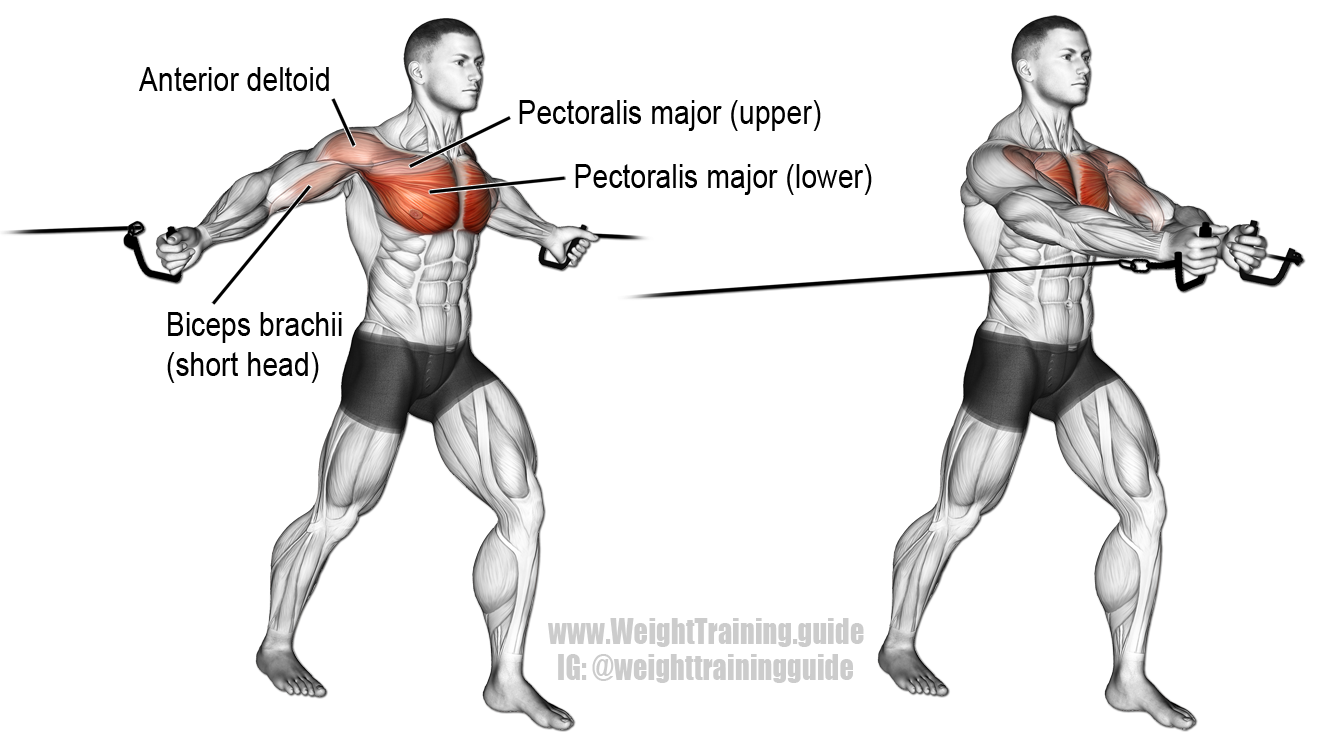 Anterior deltoid
Pectoralis major (upper)
Pectoralis major (lower)
Biceps brachii
(short head)
www.WeightTraining.guide
IG: @weighttrainingguide